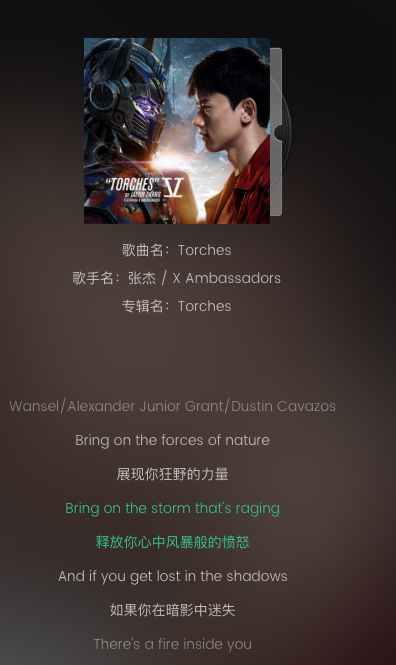 "TORCHES"
BY JASON ZHANG
歌曲名：Torches
歌手名：张杰 / X Ambassadors
专辑名：Torches
Wansel/Alexander Junior Grant/Dustin Cavazos
Bring on the forces of nature
展现你狂野的力量
Bring on the storm that's raging
释放你心中风暴般的愤怒
And if you get lost in the shadows
如果你在暗影中迷失
There's a fire inside you